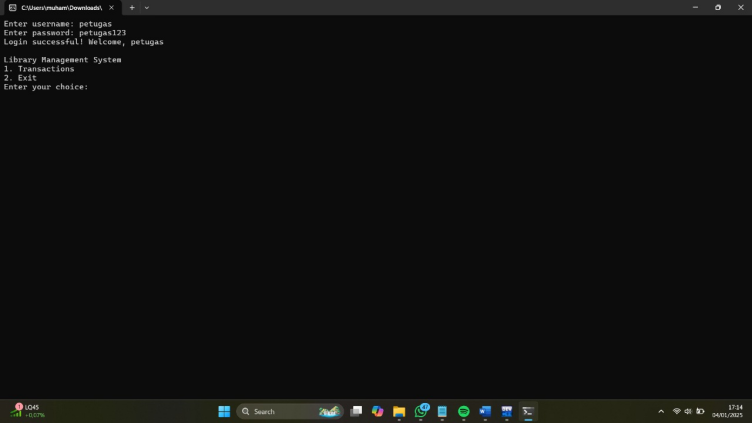 C:\Users\muham\Downloads\
Enter username: petugas
Enter password: petugas123
Login successful! Welcome, petugas
Library Management System
1. Transactions
2. Exit
Enter your choice:
1
LQ45
+0.07%
Search
17:14
04/01/2025